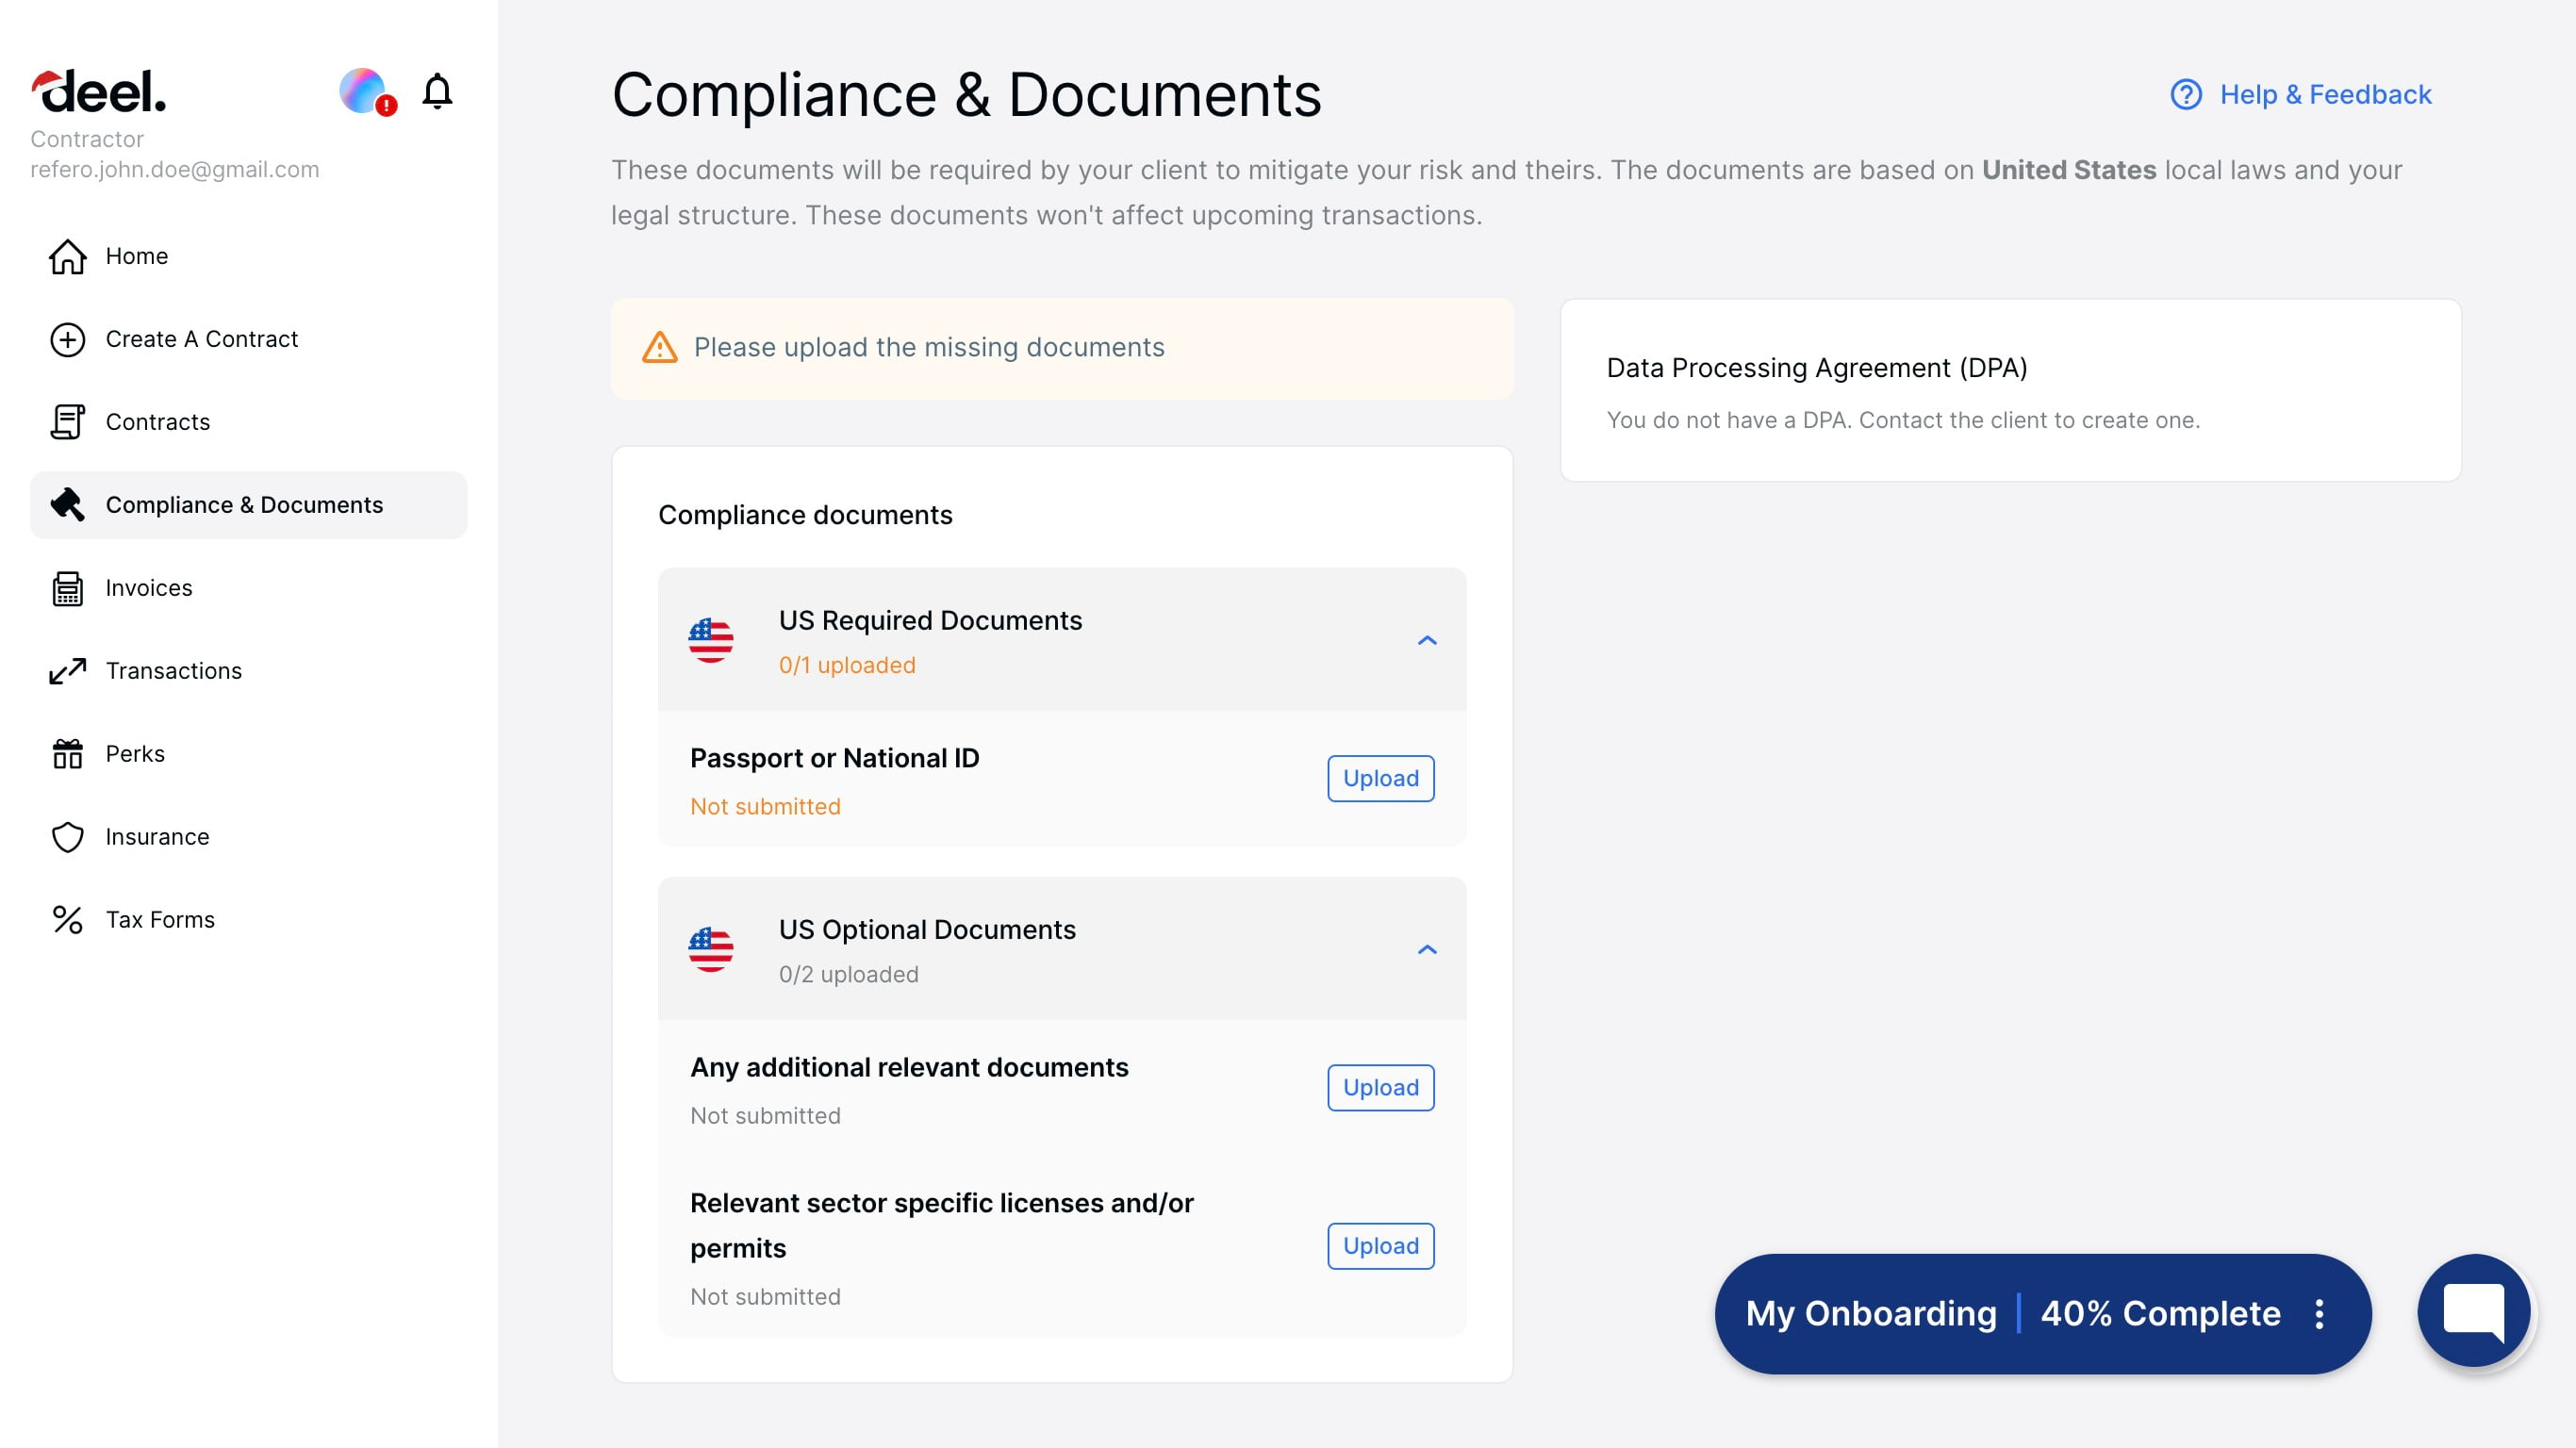 deel.
Contractor
refero.john.doe@gmail.com
Home
Create A Contract
Contracts
Compliance & Documents
Invoices
Transactions
Perks
Insurance
Tax Forms
Compliance & Documents
Help & Feedback
These documents will be required by your client to mitigate your risk and theirs. The documents are based on United States local laws and your
legal structure. These documents won't affect upcoming transactions.
Please upload the missing documents
Compliance documents
US Required Documents
0/1 uploaded
Passport or National ID
Not submitted
Upload
US Optional Documents
0/2 uploaded
Any additional relevant documents
Not submitted
Upload
Relevant sector specific licenses and/or
permits
Not submitted
Upload
Data Processing Agreement (DPA)
You do not have a DPA. Contact the client to create one.
My Onboarding | 40% Complete